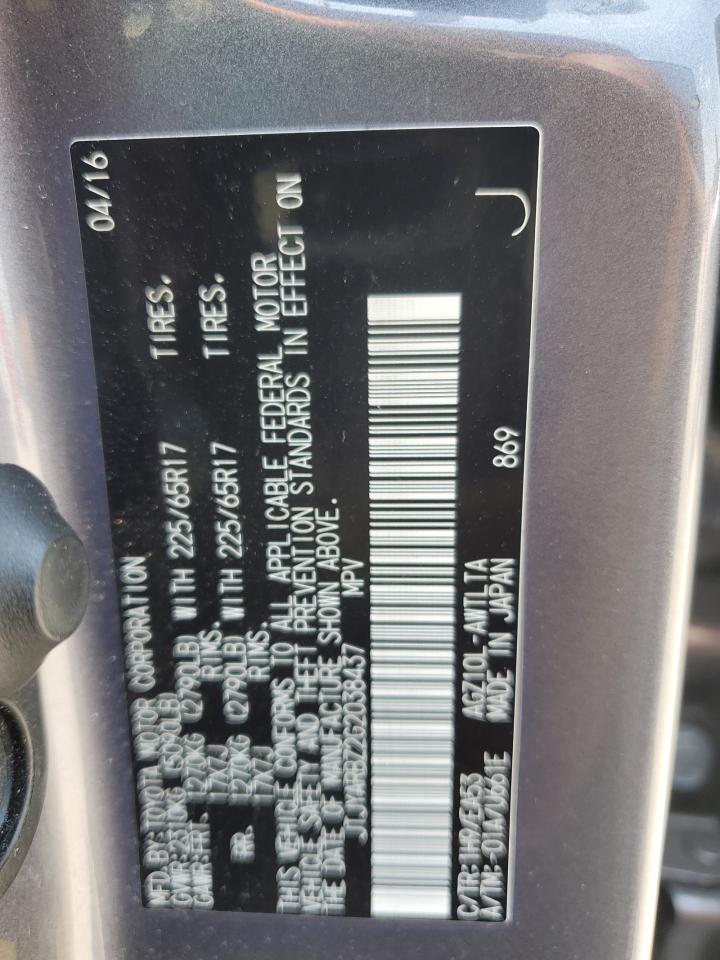 MFD.BY:TOYOTA MOTOR CORPORATION 04/16
GVWR:2310KG (5090LB)
GAWR:FRT. 1270KG (2790LB) WITH 225/65R17 TIRES.
17X7J RIMS.
RR. 1270KG (2790LB) WITH 225/65R17 TIRES.
17X7J RIMS.
THIS VEHICLE CONFORMS TO ALL APPLICABLE FEDERAL MOTOR
VEHICLE SAFETY AND THEFT PREVENTION STANDARDS IN EFFECT ON
THE DATE OF MANUFACTURE SHOWN ABOVE.
MPV
C/TR:1H9/EA53 AGZ10L-AWTLTA 869 J
MADE IN JAPAN